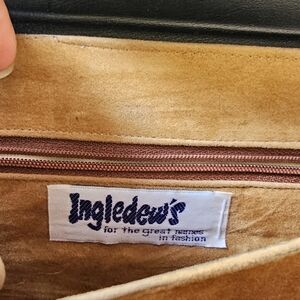 Ingledew's
for the great names
in fashion